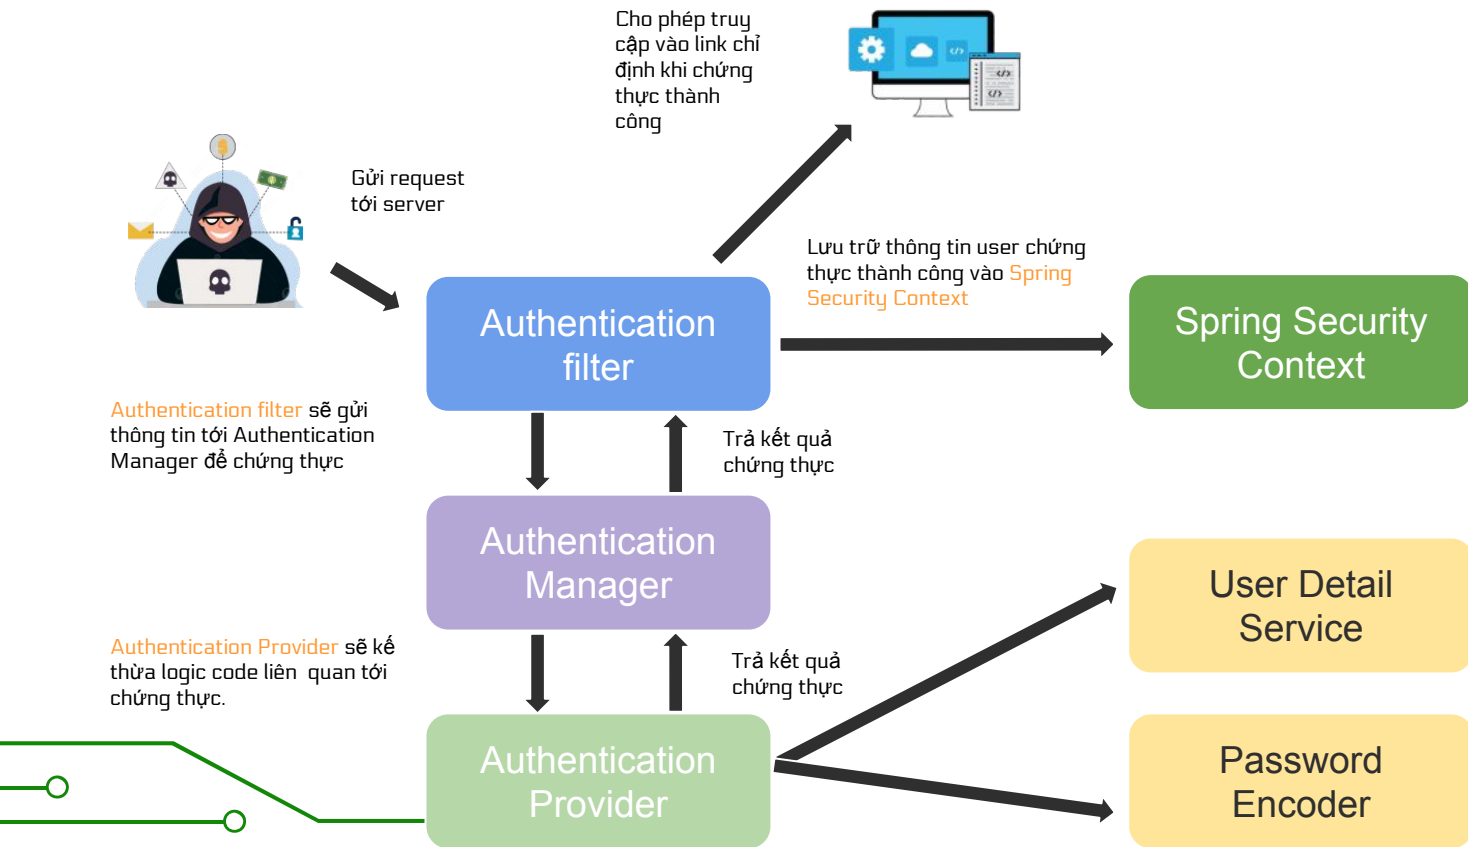 Cho phép truy
cập vào link chỉ
định khi chứng
thực thành
công
Gửi request
tới server
Lưu trữ thông tin user chứng
thực thành công vào Spring
Security Context
Authentication
filter
Spring Security
Context
Authentication filter sẽ gửi
thông tin tới Authentication
Manager để chứng thực
Trả kết quả
chứng thực
Authentication
Manager
User Detail
Service
Authentication Provider sẽ kế
thừa logic code liên  quan tới
chứng thực.
Trả kết quả
chứng thực
Authentication
Provider
Password
Encoder